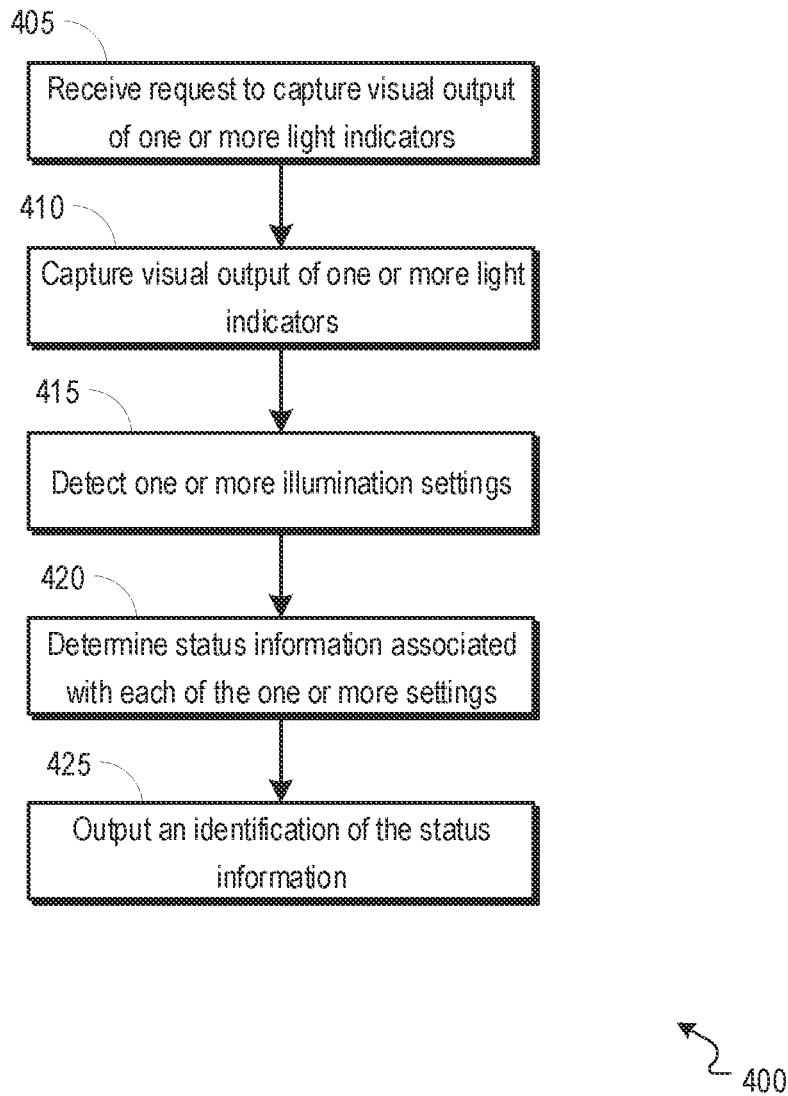 405
Receive request to capture visual output
of one or more light indicators
410
Capture visual output of one or more light
indicators
415
Detect one or more illumination settings
420
Determine status information associated
with each of the one or more settings
425
Output an identification of the status
information
400